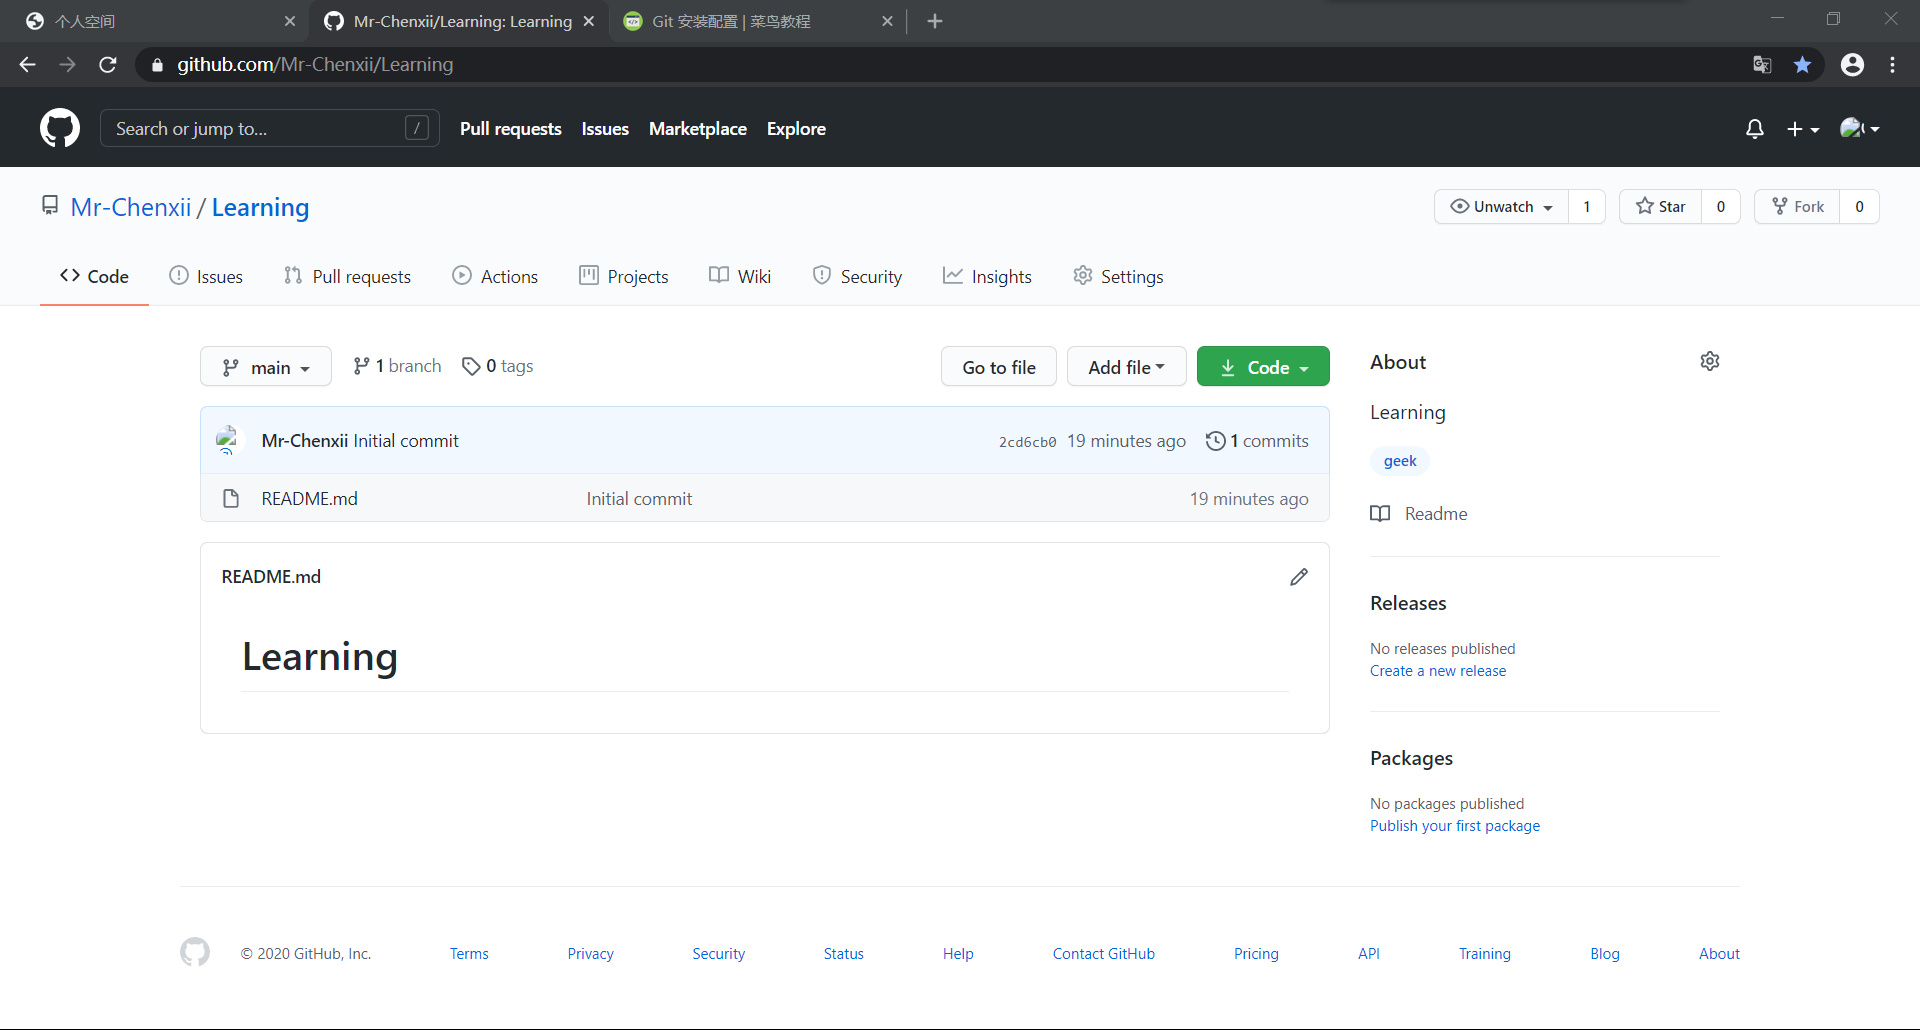 个人空间
Mr-Chenxii/Learning: Learning
Git 安装配置 | 菜鸟教程
github.com/Mr-Chenxii/Learning
Search or jump to...
/
Pull requests Issues Marketplace Explore
Mr-Chenxii / Learning
Unwatch 1 Star 0 Fork 0
Code Issues Pull requests Actions Projects Wiki Security Insights Settings
main 1 branch 0 tags
Go to file Add file Code
Mr-Chenxii Initial commit 2cd6cb0 19 minutes ago 1 commits
README.md Initial commit 19 minutes ago
README.md
Learning
About
Learning
geek
Readme
Releases
No releases published
Create a new release
Packages
No packages published
Publish your first package
© 2020 GitHub, Inc. Terms Privacy Security Status Help Contact GitHub Pricing API Training Blog About